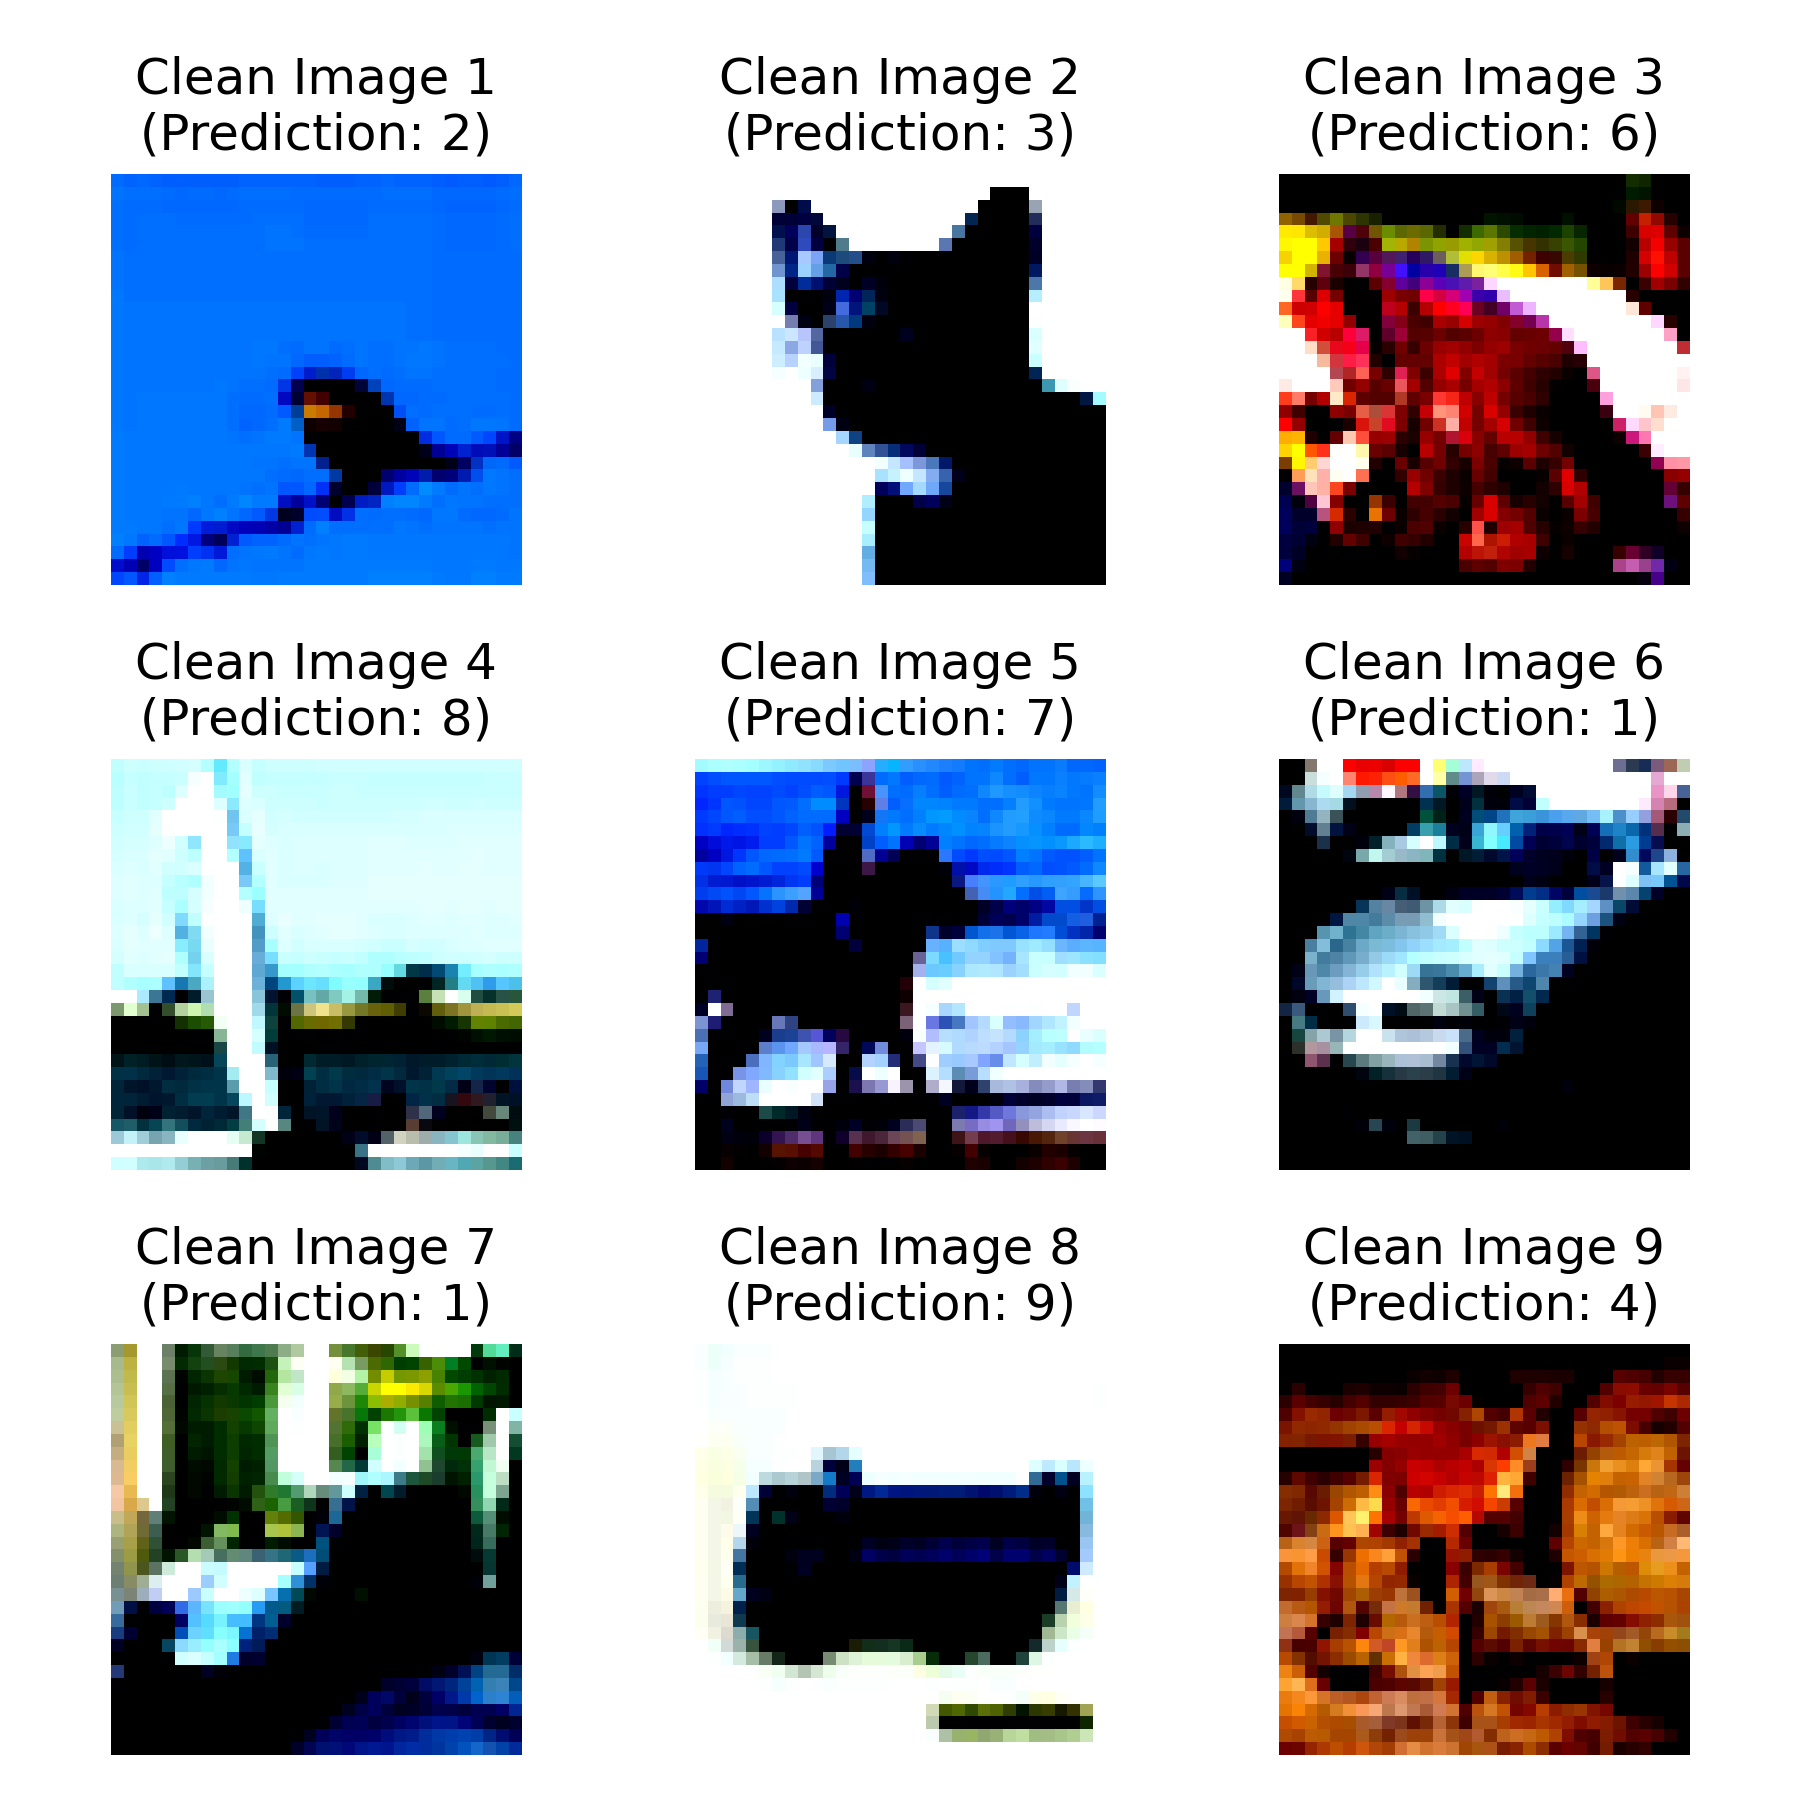 Clean Image 1
(Prediction: 2)
Clean Image 2
(Prediction: 3)
Clean Image 3
(Prediction: 6)
Clean Image 4
(Prediction: 8)
Clean Image 5
(Prediction: 7)
Clean Image 6
(Prediction: 1)
Clean Image 7
(Prediction: 1)
Clean Image 8
(Prediction: 9)
Clean Image 9
(Prediction: 4)